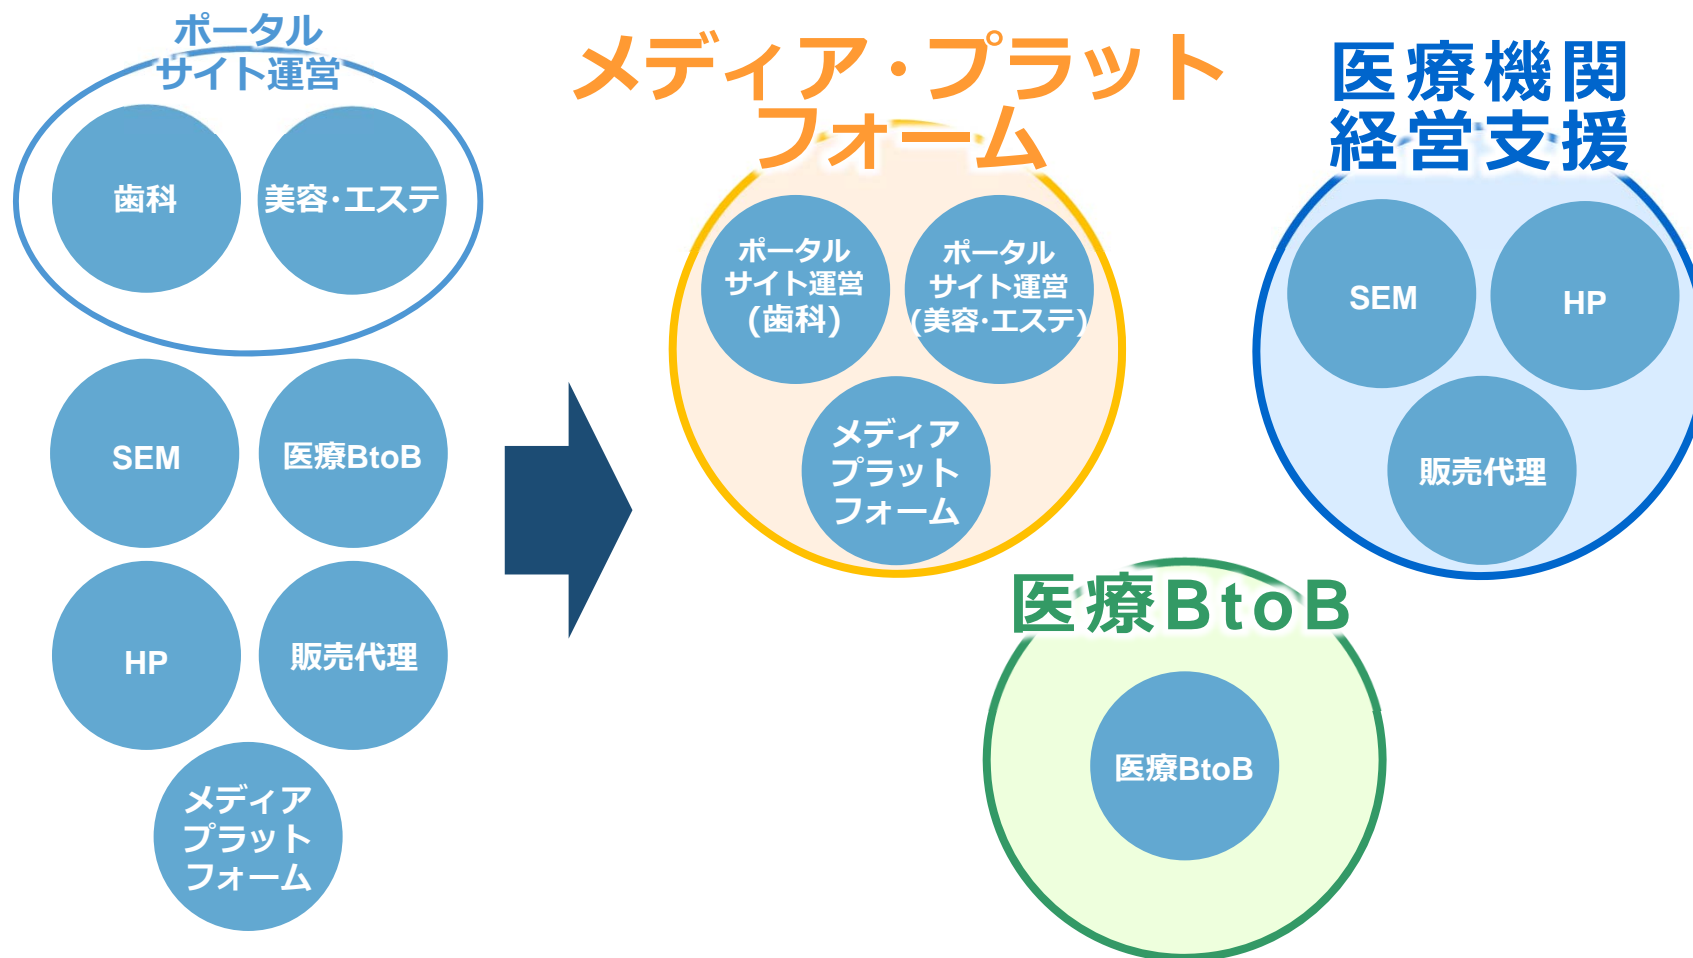 ポータル
サイト運営
歯科
美容･エステ
SEM
医療BtoB
HP
販売代理
メディア
プラット
フォーム
メディア・プラット
フォーム
ポータル
サイト運営
(歯科)
ポータル
サイト運営
(美容･エステ)
メディア
プラット
フォーム
医療機関
経営支援
SEM
HP
販売代理
医療BtoB
医療BtoB